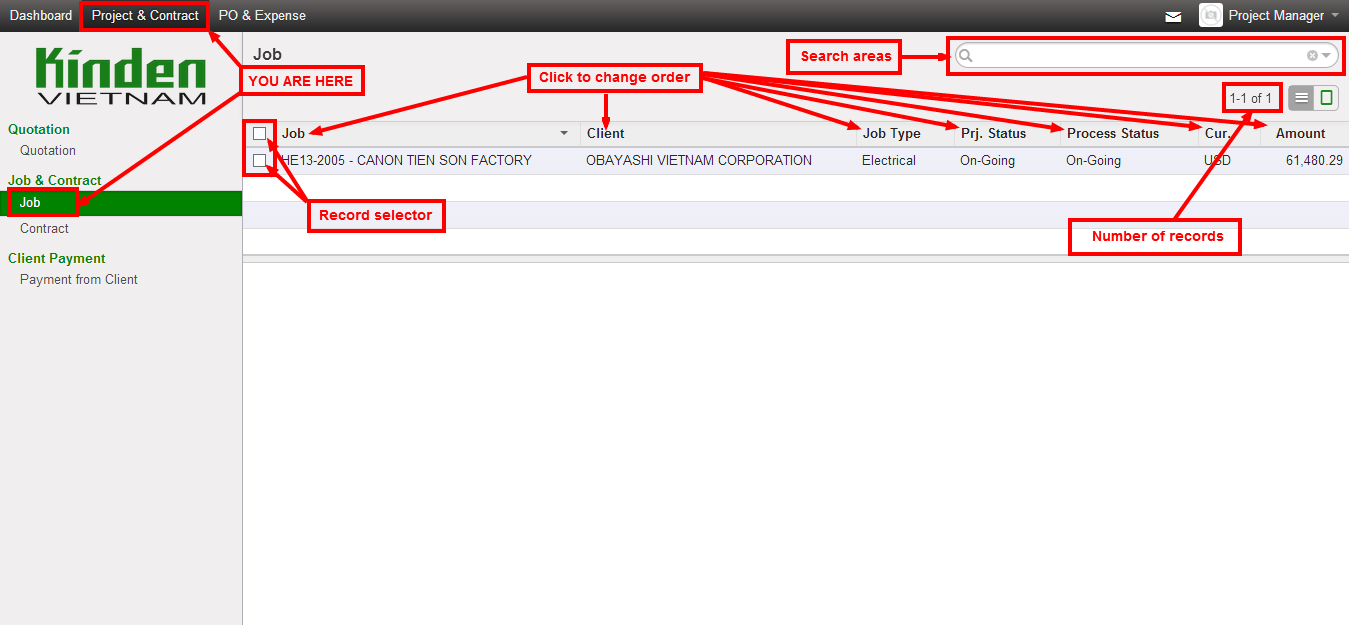 Dashboard Project & Contract PO & Expense Project Manager
Kinden
VIETNAM
Job
YOU ARE HERE
Click to change order
Search areas
1-1 of 1
Quotation
Quotation
Job & Contract
Job
Contract
Client Payment
Payment from Client
Job Client Job Type Prj. Status Process Status Cur. Amount
HE13-2005 - CANON TIEN SON FACTORY OBAYASHI VIETNAM CORPORATION Electrical On-Going On-Going USD 61,480.29
Record selector
Number of records